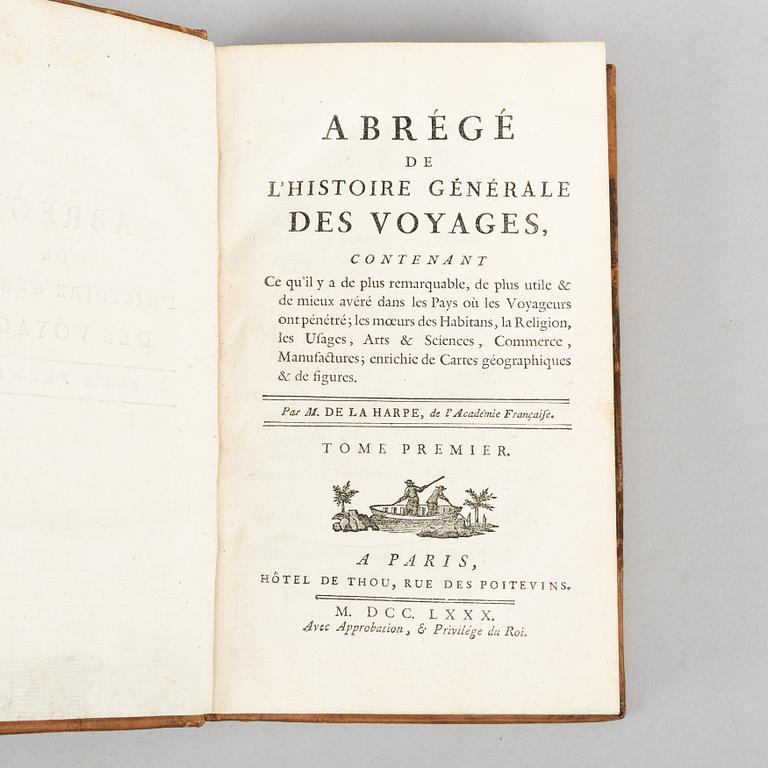 ABRÉGÉ
DE
L'HISTOIRE GÉNÉRALE
DES VOYAGES,
CONTENANT
Ce qu'il y a de plus remarquable, de plus utile &
de mieux avéré dans les Pays où les Voyageurs
ont pénétré; les mœurs des Habitans, la Religion,
les Uſages, Arts & Sciences, Commerce,
Manufactures; enrichie de Cartes géographiques
& de figures.
Par M. DE LA HARPE, de l'Académie Françaiſe.
TOME PREMIER.
A PARIS,
HÔTEL DE THOU, RUE DES POITEVINS.
M. DCC. LXXX.
Avec Approbation, & Privilége du Roi.